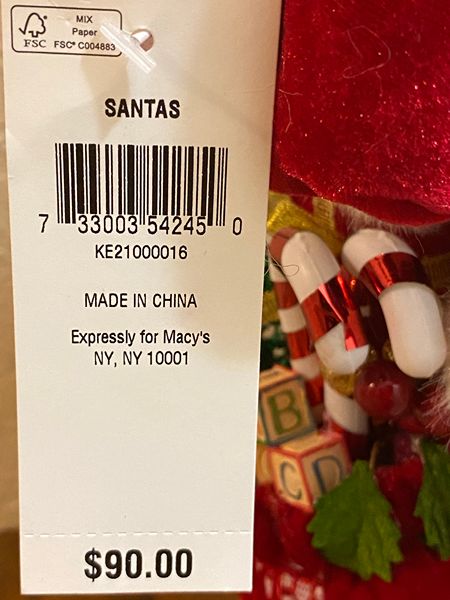 MIX
Paper
FSC
FSC® C004883
SANTAS
7 33003 54245 0
KE21000016
MADE IN CHINA
Expressly for Macy's
NY, NY 10001
$90.00
B
C D